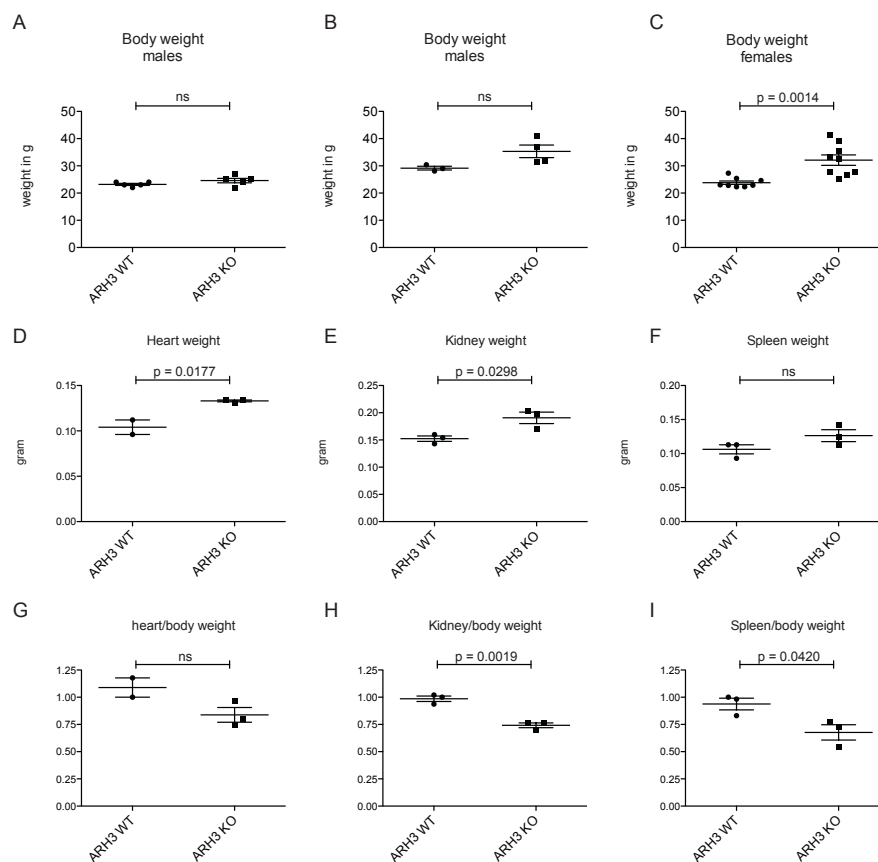 A
B
C
Body weight
males
Body weight
males
Body weight
females
ns
ns
p = 0.0014
weight in g
50
40
30
20
10
0
ARH3 WT
ARH3 KO
weight in g
50
40
30
20
10
0
ARH3 WT
ARH3 KO
weight in g
50
40
30
20
10
0
ARH3 WT
ARH3 KO
D
Heart weight
E
Kidney weight
F
Spleen weight
p = 0.0177
p = 0.0298
ns
gram
0.15
0.10
0.05
0.00
ARH3 WT
ARH3 KO
gram
0.25
0.20
0.15
0.10
0.05
0.00
ARH3 WT
ARH3 KO
gram
0.20
0.15
0.10
0.05
0.00
ARH3 WT
ARH3 KO
G
heart/body weight
H
Kidney/body weight
I
Spleen/body weight
ns
p = 0.0019
p = 0.0420
1.25
1.00
0.75
0.50
0.25
0.00
ARH3 WT
ARH3 KO
1.25
1.00
0.75
0.50
0.25
0.00
ARH3 WT
ARH3 KO
1.25
1.00
0.75
0.50
0.25
0.00
ARH3 WT
ARH3 KO